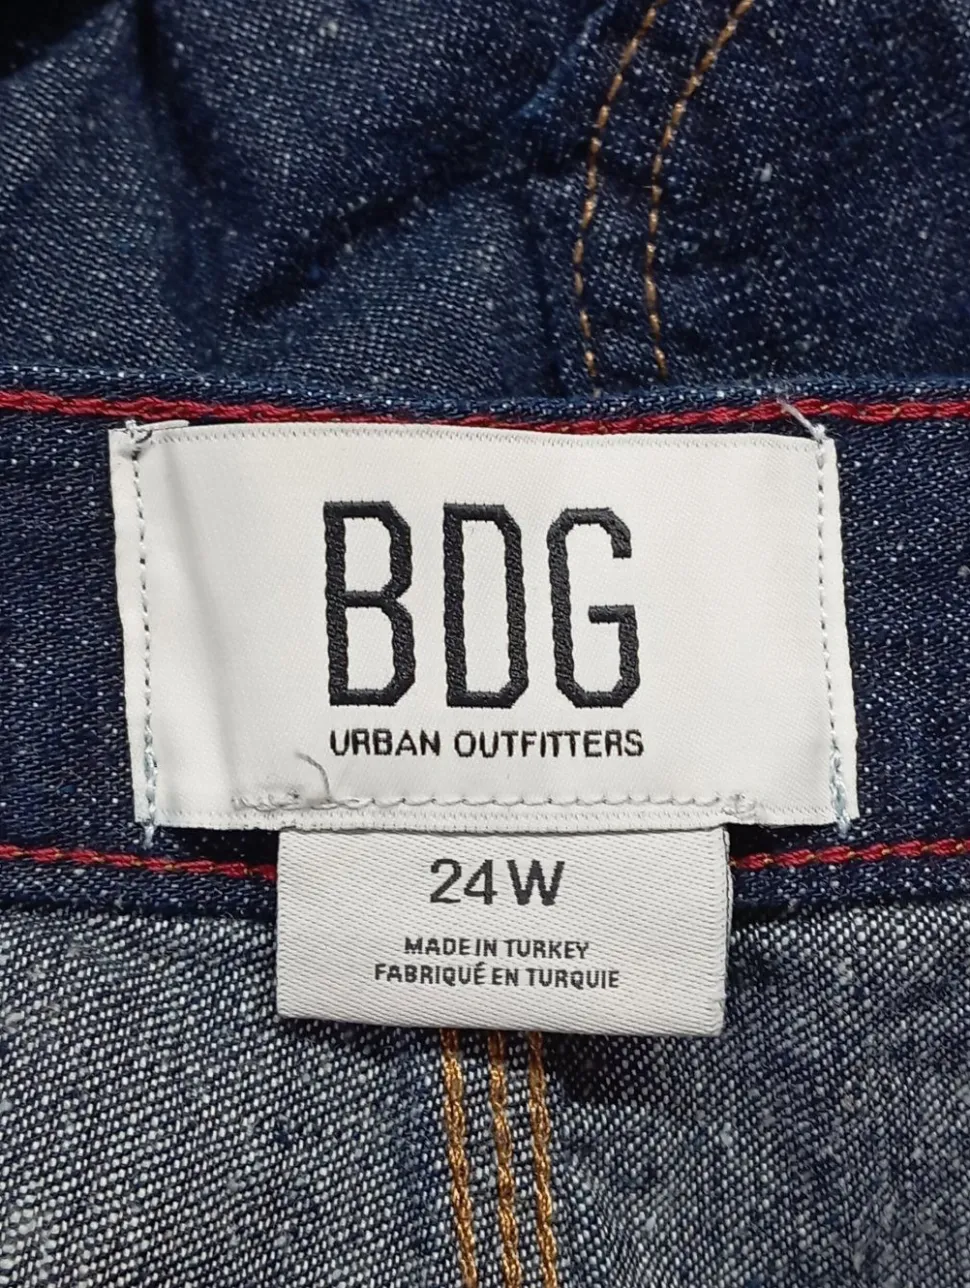 BDG
URBAN OUTFITTERS
24W
MADE IN TURKEY
FABRIQUÉ EN TURQUIE